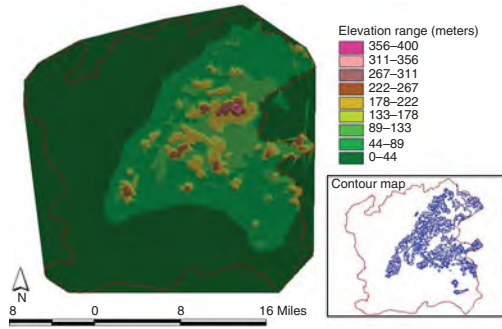 Elevation range (meters)
356–400
311–356
267–311
222–267
178–222
133–178
89–133
44–89
0–44
Contour map
N
8 0 8 16 Miles